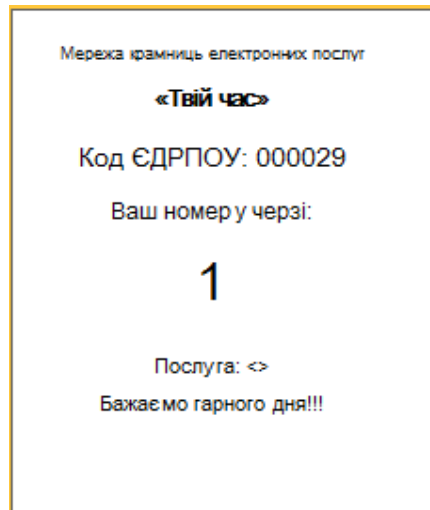 Мережа крамниць електронних послуг
«Твій час»
Код ЄДРПОУ: 000029
Ваш номер у черзі:
1
Послуга: <>
Бажаємо гарного дня!!!